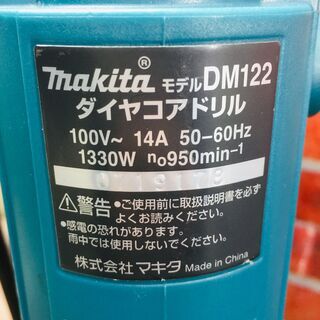 makita® モデルDM122
ダイヤコアドリル
100V～ 14A 50-60Hz
1330W n₀950min⁻¹
⚠警告 •ご使用前に取扱説明書を必ず
よくお読みください。
•感電の恐れがあります。
雨中では使用しないでください。
株式会社マキタ Made in China